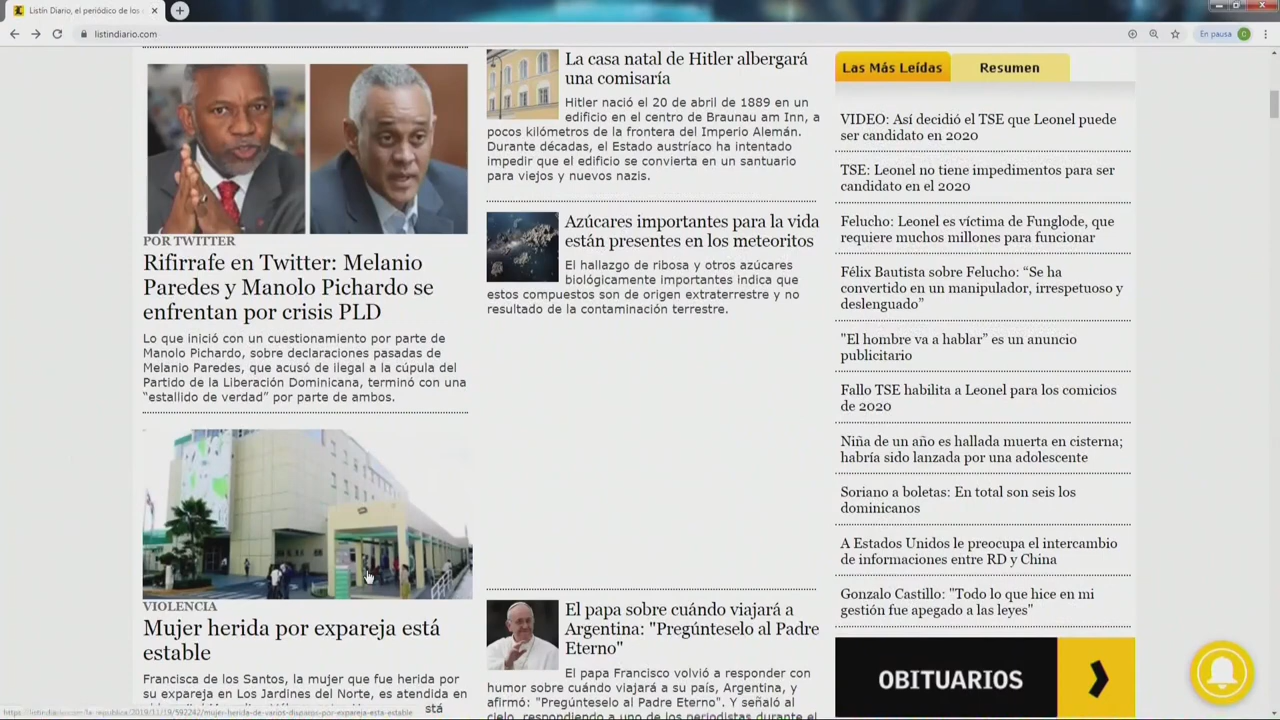 Listín Diario, el periódico de los
listindiario.com
En pausa
C
POR TWITTER
Rifirrafe en Twitter: Melanio
Paredes y Manolo Pichardo se
enfrentan por crisis PLD
Lo que inició con un cuestionamiento por parte de
Manolo Pichardo, sobre declaraciones pasadas de
Melanio Paredes, que acusó de ilegal a la cúpula del
Partido de la Liberación Dominicana, terminó con una
“estallido de verdad” por parte de ambos.
VIOLENCIA
Mujer herida por expareja está
estable
Francisca de los Santos, la mujer que fue herida por
su expareja en Los Jardines del Norte, es atendida en
stá
La casa natal de Hitler albergará
una comisaría
Hitler nació el 20 de abril de 1889 en un
edificio en el centro de Braunau am Inn, a
pocos kilómetros de la frontera del Imperio Alemán.
Durante décadas, el Estado austríaco ha intentado
impedir que el edificio se convierta en un santuario
para viejos y nuevos nazis.
Azúcares importantes para la vida
están presentes en los meteoritos
El hallazgo de ribosa y otros azúcares
biológicamente importantes indica que
estos compuestos son de origen extraterrestre y no
resultado de la contaminación terrestre.
El papa sobre cuándo viajará a
Argentina: "Pregúnteselo al Padre
Eterno"
El papa Francisco volvió a responder con
humor sobre cuándo viajará a su país, Argentina, y
afirmó: "Pregúnteselo al Padre Eterno". Y señaló al
cielo, respondiendo a uno de los periodistas durante el
Las Más Leídas
Resumen
VIDEO: Así decidió el TSE que Leonel puede
ser candidato en 2020
TSE: Leonel no tiene impedimentos para ser
candidato en el 2020
Felucho: Leonel es víctima de Funglode, que
requiere muchos millones para funcionar
Félix Bautista sobre Felucho: “Se ha
convertido en un manipulador, irrespetuoso y
deslenguado”
"El hombre va a hablar” es un anuncio
publicitario
Fallo TSE habilita a Leonel para los comicios
de 2020
Niña de un año es hallada muerta en cisterna;
habría sido lanzada por una adolescente
Soriano a boletas: En total son seis los
dominicanos
A Estados Unidos le preocupa el intercambio
de informaciones entre RD y China
Gonzalo Castillo: "Todo lo que hice en mi
gestión fue apegado a las leyes"
OBITUARIOS